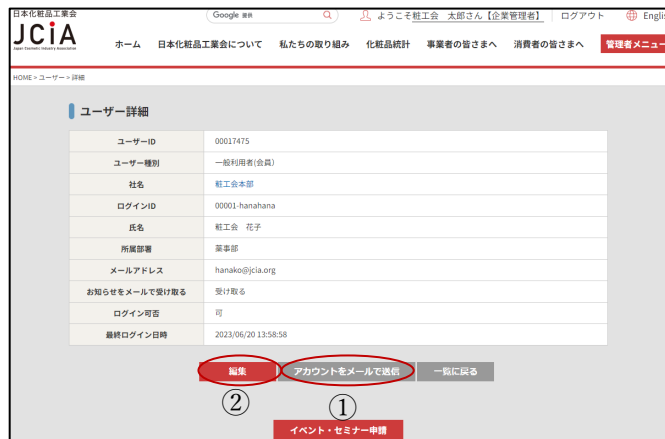 日本化粧品工業会
JCiA
Japan Cosmetic Industry Association
Google 提供
ようこそ粧工会 太郎さん【企業管理者】
ログアウト
Englis
ホーム 日本化粧品工業会について 私たちの取り組み 化粧品統計 事業者の皆さまへ 消費者の皆さまへ 管理者メニュー
HOME > ユーザー > 詳細
ユーザー詳細
ユーザーID 00017475
ユーザー種別 一般利用者(会員)
社名 粧工会本部
ログインID 00001-hanahana
氏名 粧工会 花子
所属部署 薬事部
メールアドレス hanako@jcia.org
お知らせをメールで受け取る 受け取る
ログイン可否 可
最終ログイン日時 2023/06/20 13:58:58
編集 アカウントをメールで送信 一覧に戻る
② ①
イベント・セミナー申請